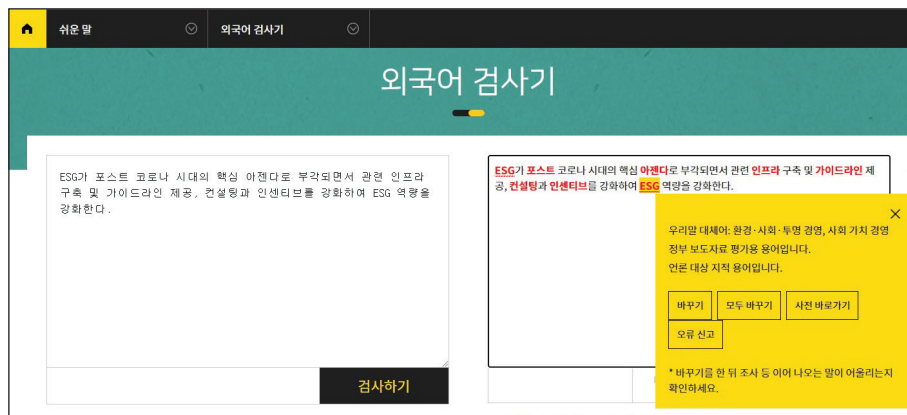 쉬운 말
외국어 검사기
외국어 검사기
ESG가 포스트 코로나 시대의 핵심 아젠다로 부각되면서 관련 인프라
구축 및 가이드라인 제공, 컨설팅과 인센티브를 강화하여 ESG 역량을
강화한다.
검사하기
ESG가 포스트 코로나 시대의 핵심 아젠다로 부각되면서 관련 인프라 구축 및 가이드라인 제
공, 컨설팅과 인센티브를 강화하여 ESG 역량을 강화한다.
우리말 대체어: 환경·사회·투명 경영, 사회 가치 경영
정부 보도자료 평가용 용어입니다.
언론 대상 지적 용어입니다.
바꾸기 모두 바꾸기 사전 바로가기
오류 신고
* 바꾸기를 한 뒤 조사 등 이어 나오는 말이 어울리는지
확인하세요.